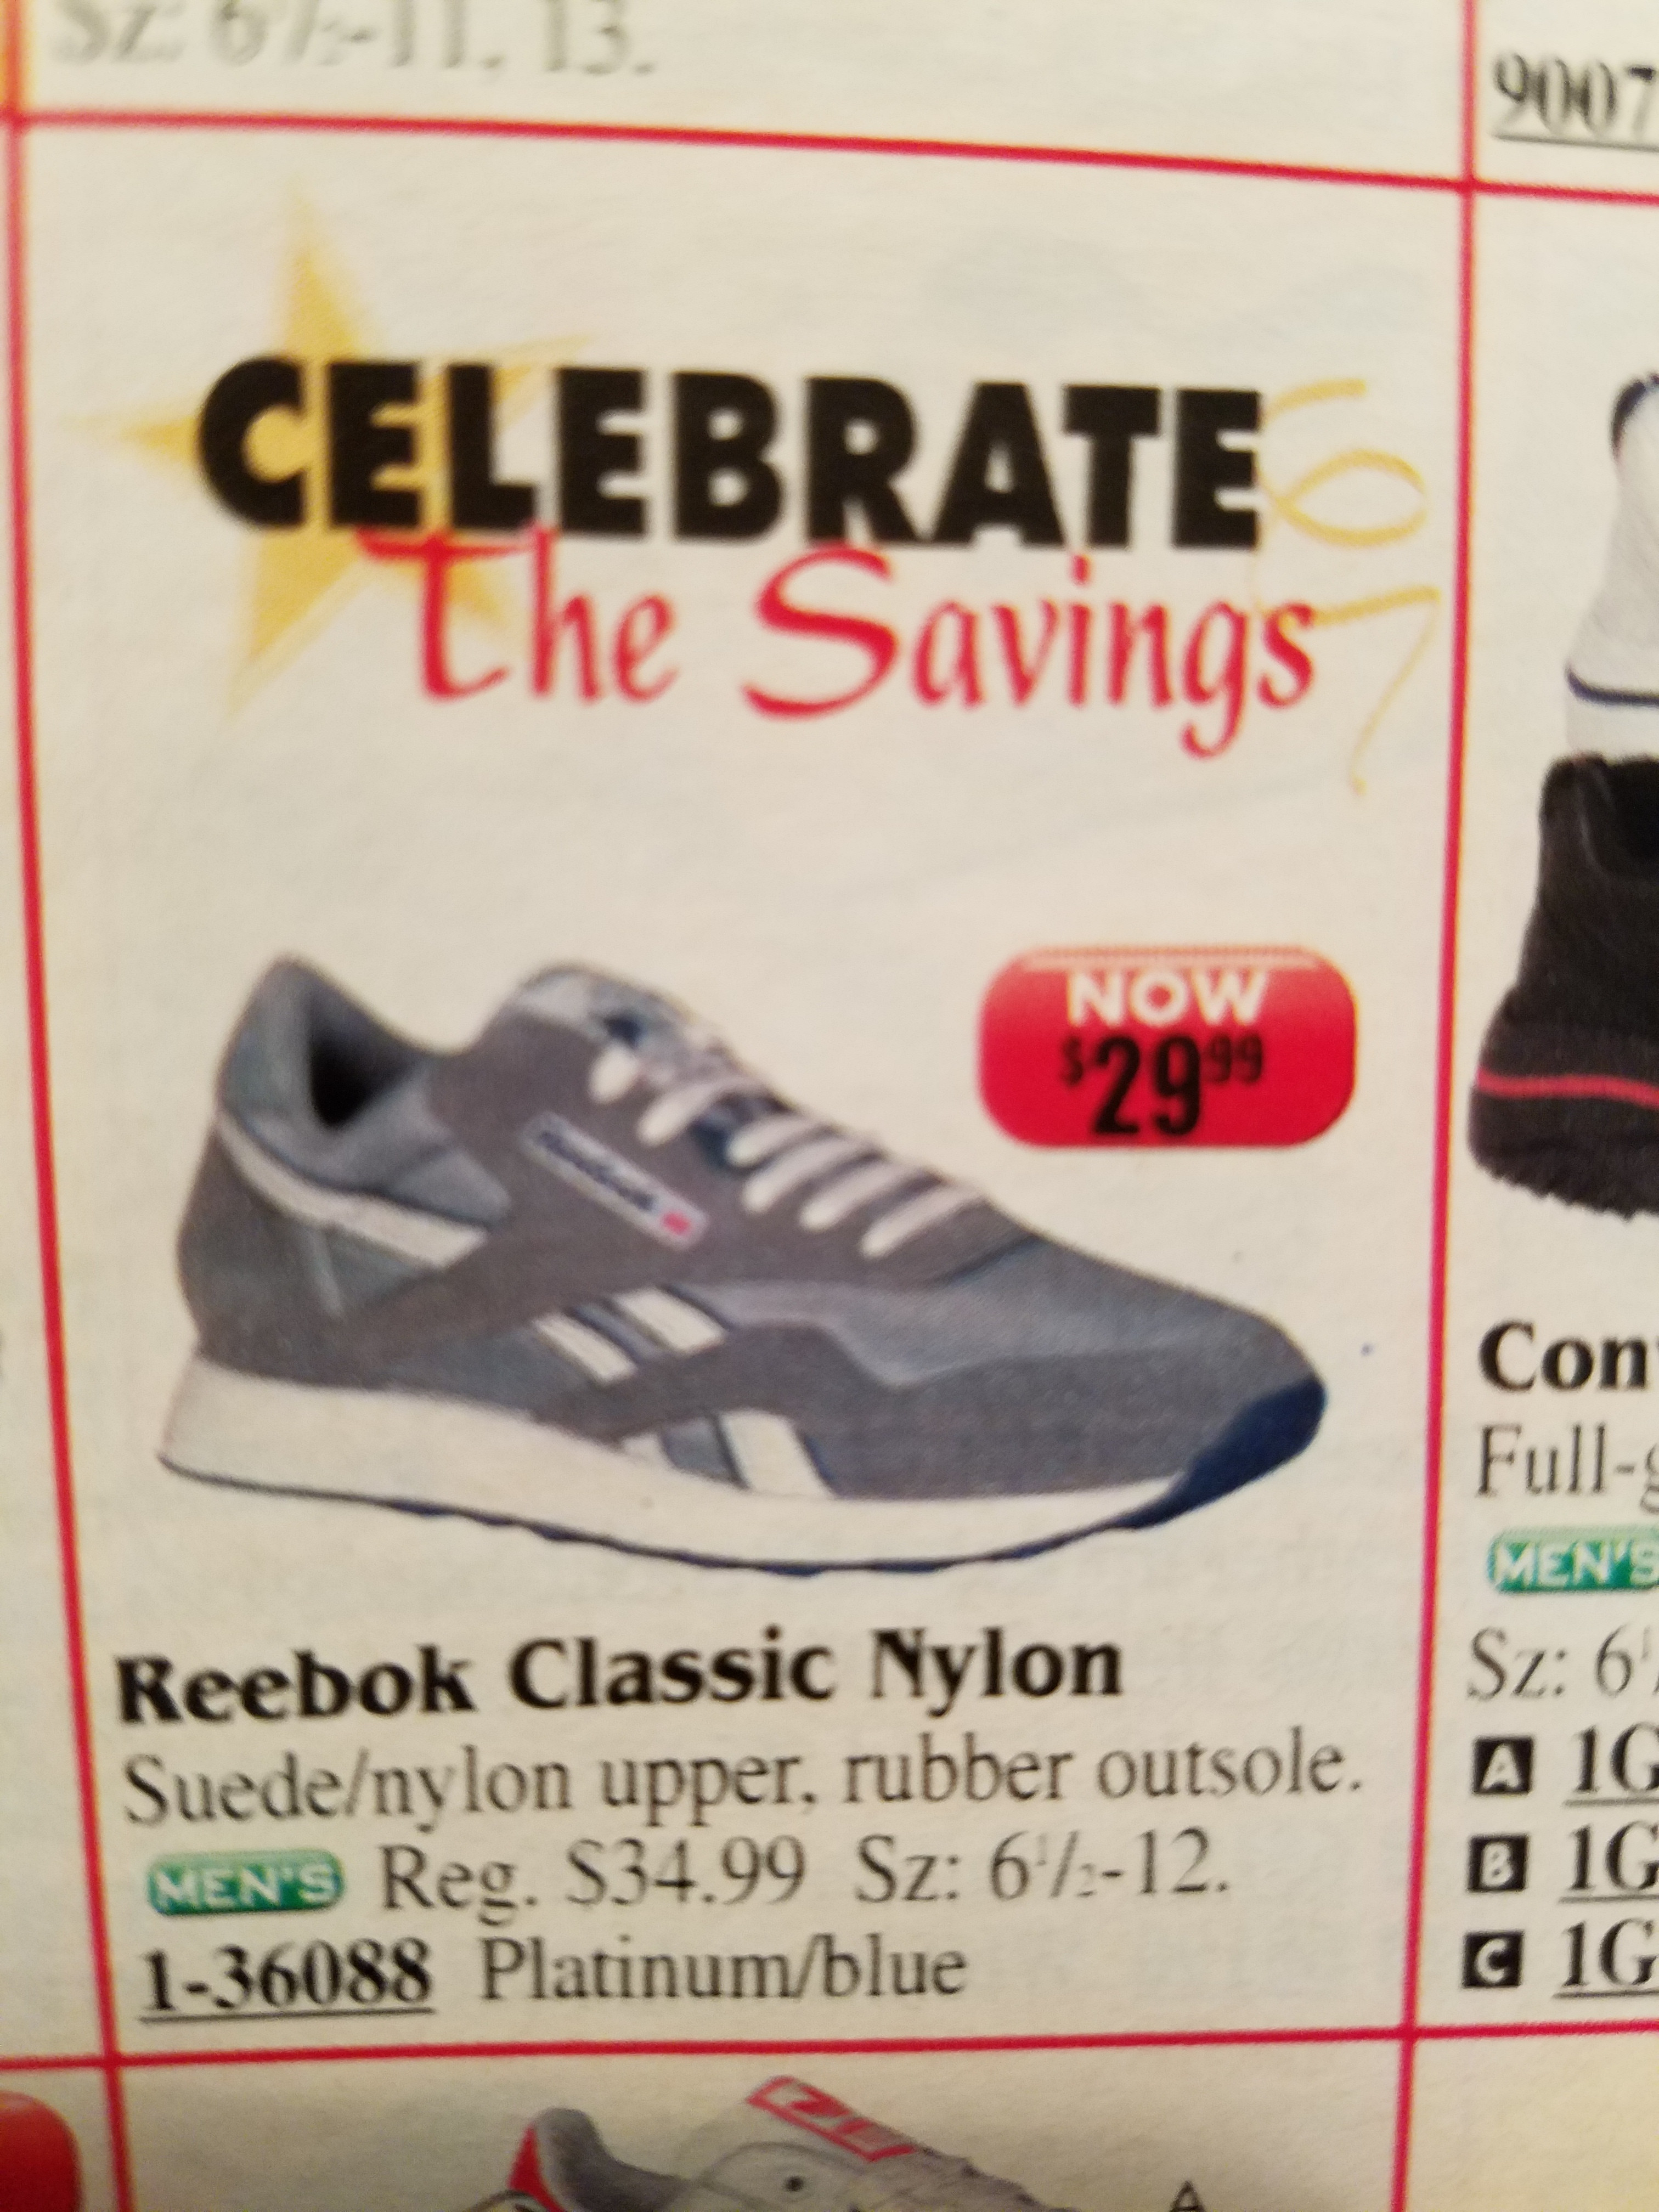 Sz: 6½-11, 13.
9007
CELEBRATE
The Savings
NOW
$29.99
Reebok
Reebok Classic Nylon
Suede/nylon upper, rubber outsole.
MEN'S Reg. $34.99 Sz: 6½-12.
1-36088 Platinum/blue
Con
Full-g
MEN'S
Sz: 6
A 1G
B 1G
C 1G
A